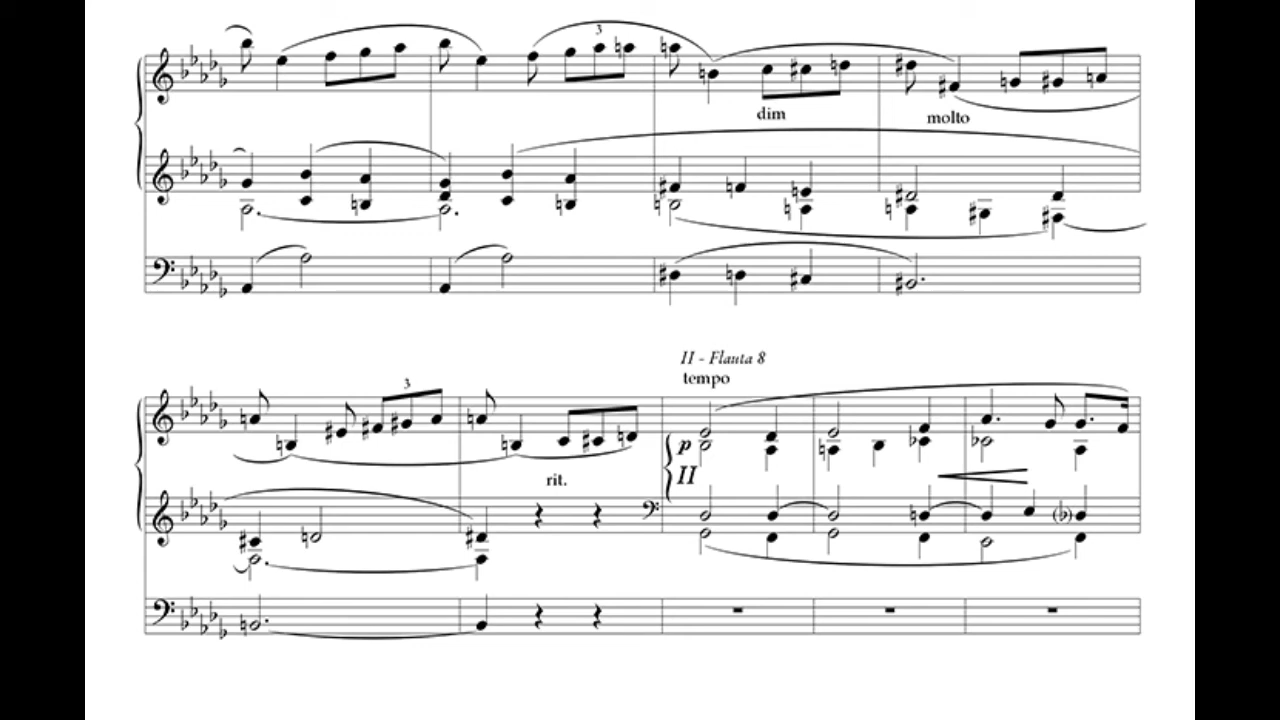 3
dim
molto
II - Flauta 8
tempo
3
p
II
rit.